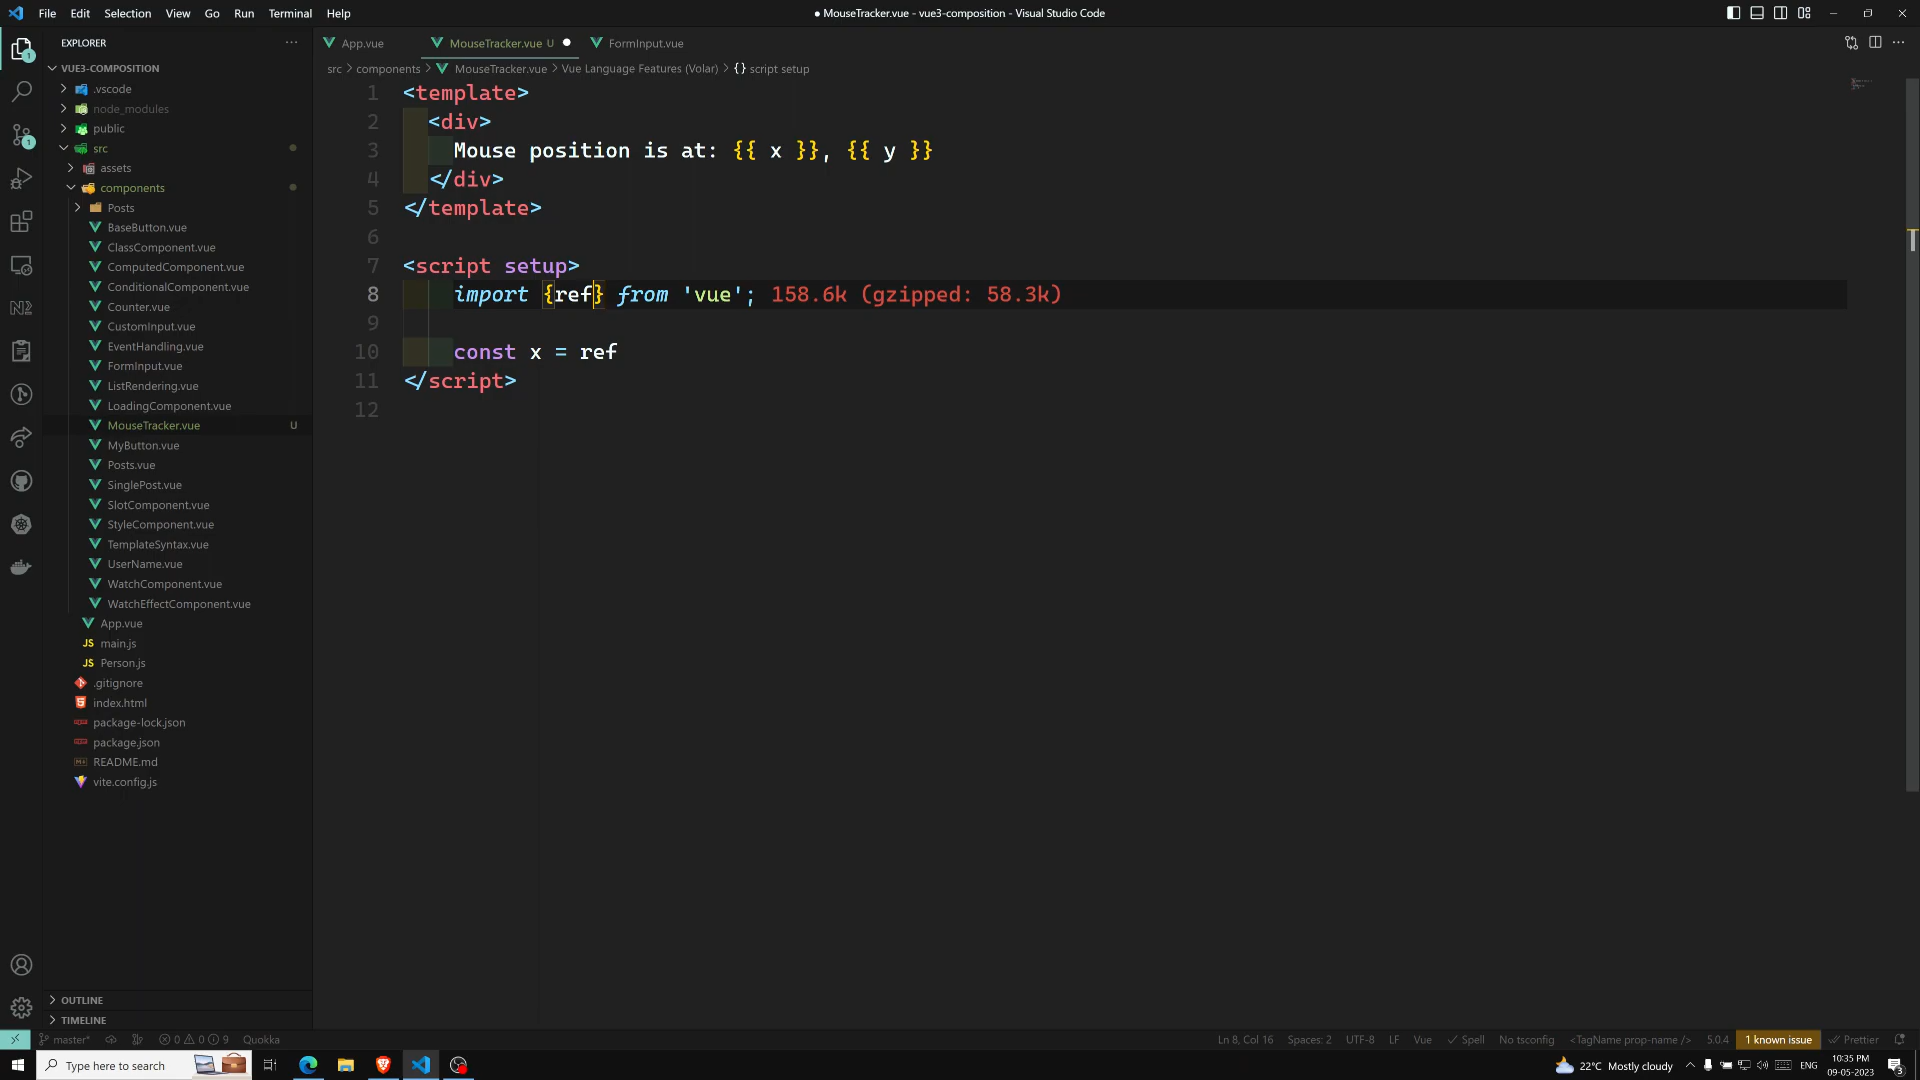 File Edit Selection View Go Run Terminal Help
● MouseTracker.vue - vue3-composition - Visual Studio Code
EXPLORER
VUE3-COMPOSITION
.vscode
node_modules
public
src
assets
components
Posts
BaseButton.vue
ClassComponent.vue
ComputedComponent.vue
ConditionalComponent.vue
Counter.vue
CustomInput.vue
EventHandling.vue
FormInput.vue
ListRendering.vue
LoadingComponent.vue
MouseTracker.vue U
MyButton.vue
Posts.vue
SinglePost.vue
SlotComponent.vue
StyleComponent.vue
TemplateSyntax.vue
UserName.vue
WatchComponent.vue
WatchEffectComponent.vue
App.vue
JS main.js
JS Person.js
.gitignore
index.html
package-lock.json
package.json
README.md
vite.config.js
OUTLINE
TIMELINE
App.vue MouseTracker.vue U FormInput.vue
src > components > MouseTracker.vue > Vue Language Features (Volar) > {} script setup
1 <template>
2 <div>
3 Mouse position is at: {{ x }}, {{ y }}
4 </div>
5 </template>
6
7 <script setup>
8 import {ref} from 'vue'; 158.6k (gzipped: 58.3k)
9
10 const x = ref
11 </script>
12
master* 0 0 9 Quokka
Ln 8, Col 16 Spaces: 2 UTF-8 LF Vue Spell No tsconfig <TagName prop-name /> 5.0.4 1 known issue Prettier
Type here to search
22°C Mostly cloudy ENG
10:35 PM
09-05-2023
3